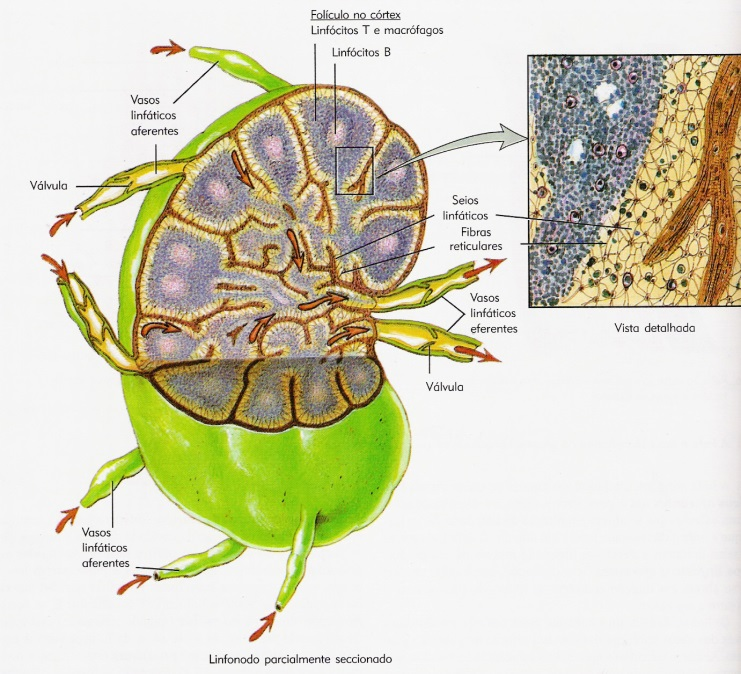 Folículo no córtex
Linfócitos T e macrófagos
Linfócitos B
Vasos
linfáticos
aferentes
Válvula
Seios
linfáticos
Fibras
reticulares
Vasos
linfáticos
eferentes
Vista detalhada
Válvula
Vasos
linfáticos
aferentes
Linfonodo parcialmente seccionado